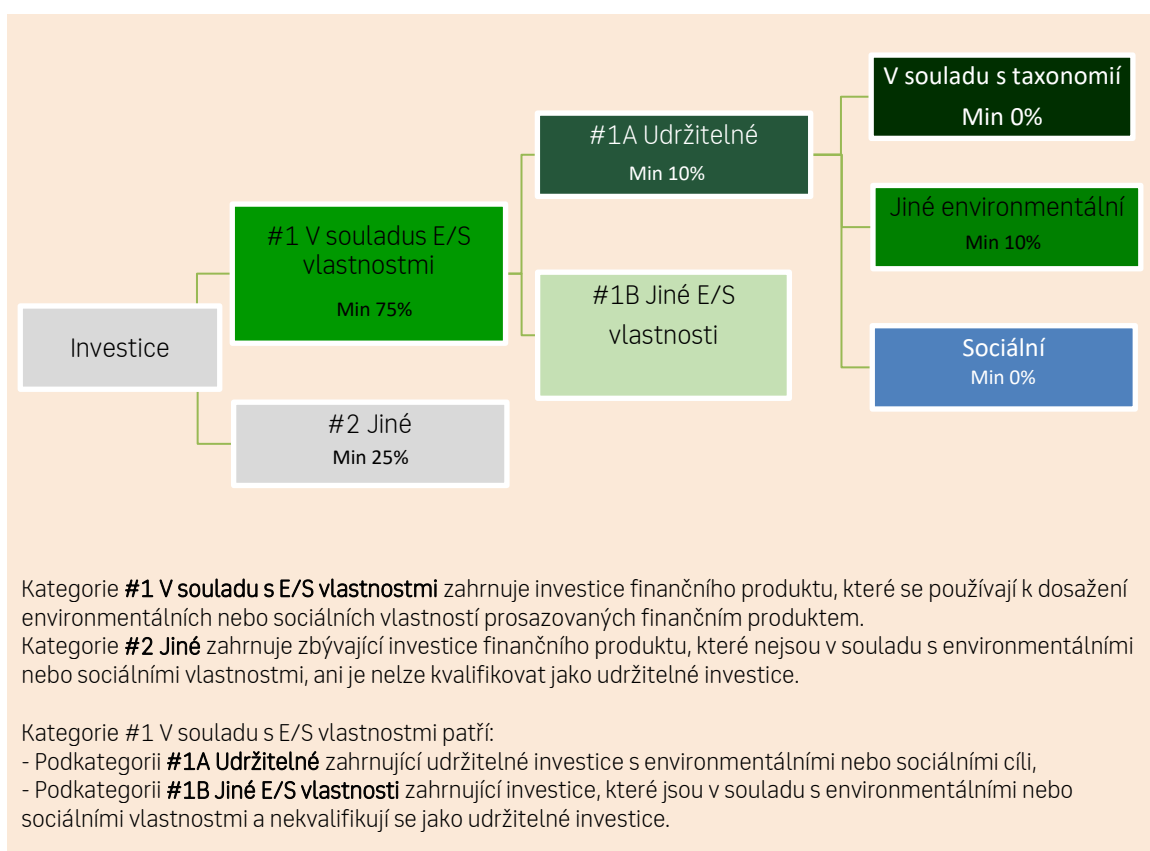 V souladu s taxonomií
Min 0%
#1A Udržitelné
Min 10%
Jiné environmentální
Min 10%
#1 V souladus E/S
vlastnostmi
Min 75%
#1B Jiné E/S
vlastnosti
Investice
Sociální
Min 0%
#2 Jiné
Min 25%
Kategorie #1 V souladu s E/S vlastnostmi zahrnuje investice finančního produktu, které se používají k dosažení
environmentálních nebo sociálních vlastností prosazovaných finančním produktem.
Kategorie #2 Jiné zahrnuje zbývající investice finančního produktu, které nejsou v souladu s environmentálními
nebo sociálními vlastnostmi, ani je nelze kvalifikovat jako udržitelné investice.
Kategorie #1 V souladu s E/S vlastnostmi patří:
- Podkategorii #1A Udržitelné zahrnující udržitelné investice s environmentálními nebo sociálními cíli,
- Podkategorii #1B Jiné E/S vlastnosti zahrnující investice, které jsou v souladu s environmentálními nebo
sociálními vlastnostmi a nekvalifikují se jako udržitelné investice.